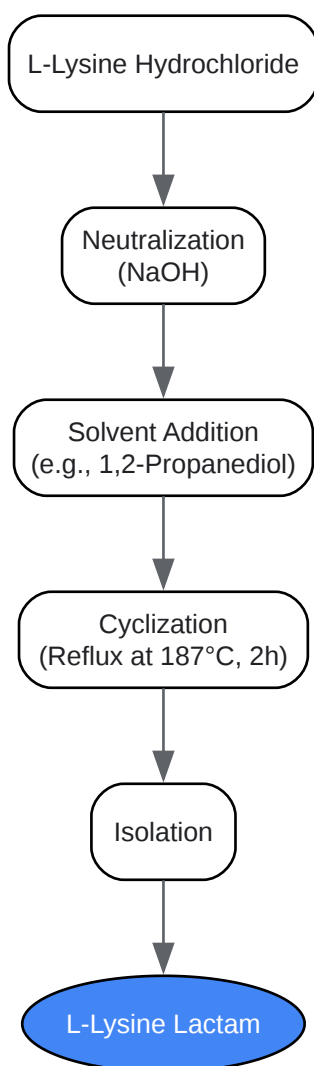 L-Lysine Hydrochloride
Neutralization
(NaOH)
Solvent Addition
(e.g., 1,2-Propanediol)
Cyclization
(Reflux at 187°C, 2h)
Isolation
L-Lysine Lactam